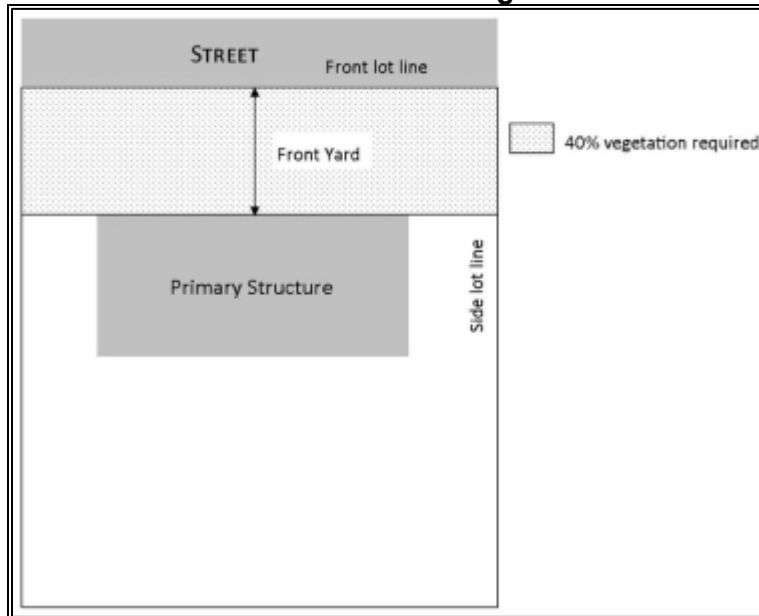 STREET
Front lot line
Front Yard
40% vegetation required
Primary Structure
Side lot line